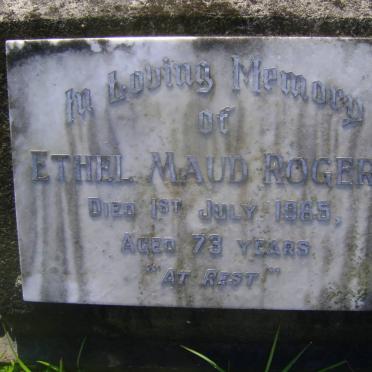 In Loving Memory
of
ETHEL MAUD ROGER
DIED 1ST JULY 1965,
AGED 73 YEARS
"AT REST"